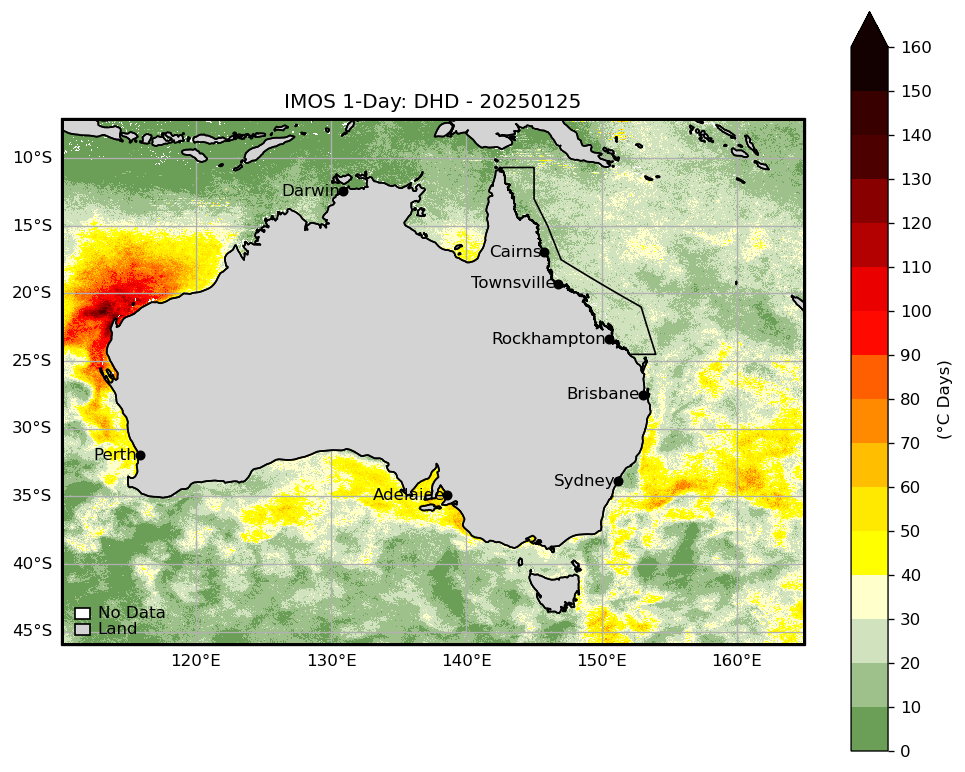 IMOS 1-Day: DHD - 20250125
10°S
15°S
20°S
25°S
30°S
35°S
40°S
45°S
Darwin
Cairns
Townsville
Rockhampton
Brisbane
Perth
Sydney
Adelaide
No Data
Land
120°E 130°E 140°E 150°E 160°E
160
150
140
130
120
110
100
90
80
70
60
50
40
30
20
10
0
(°C Days)